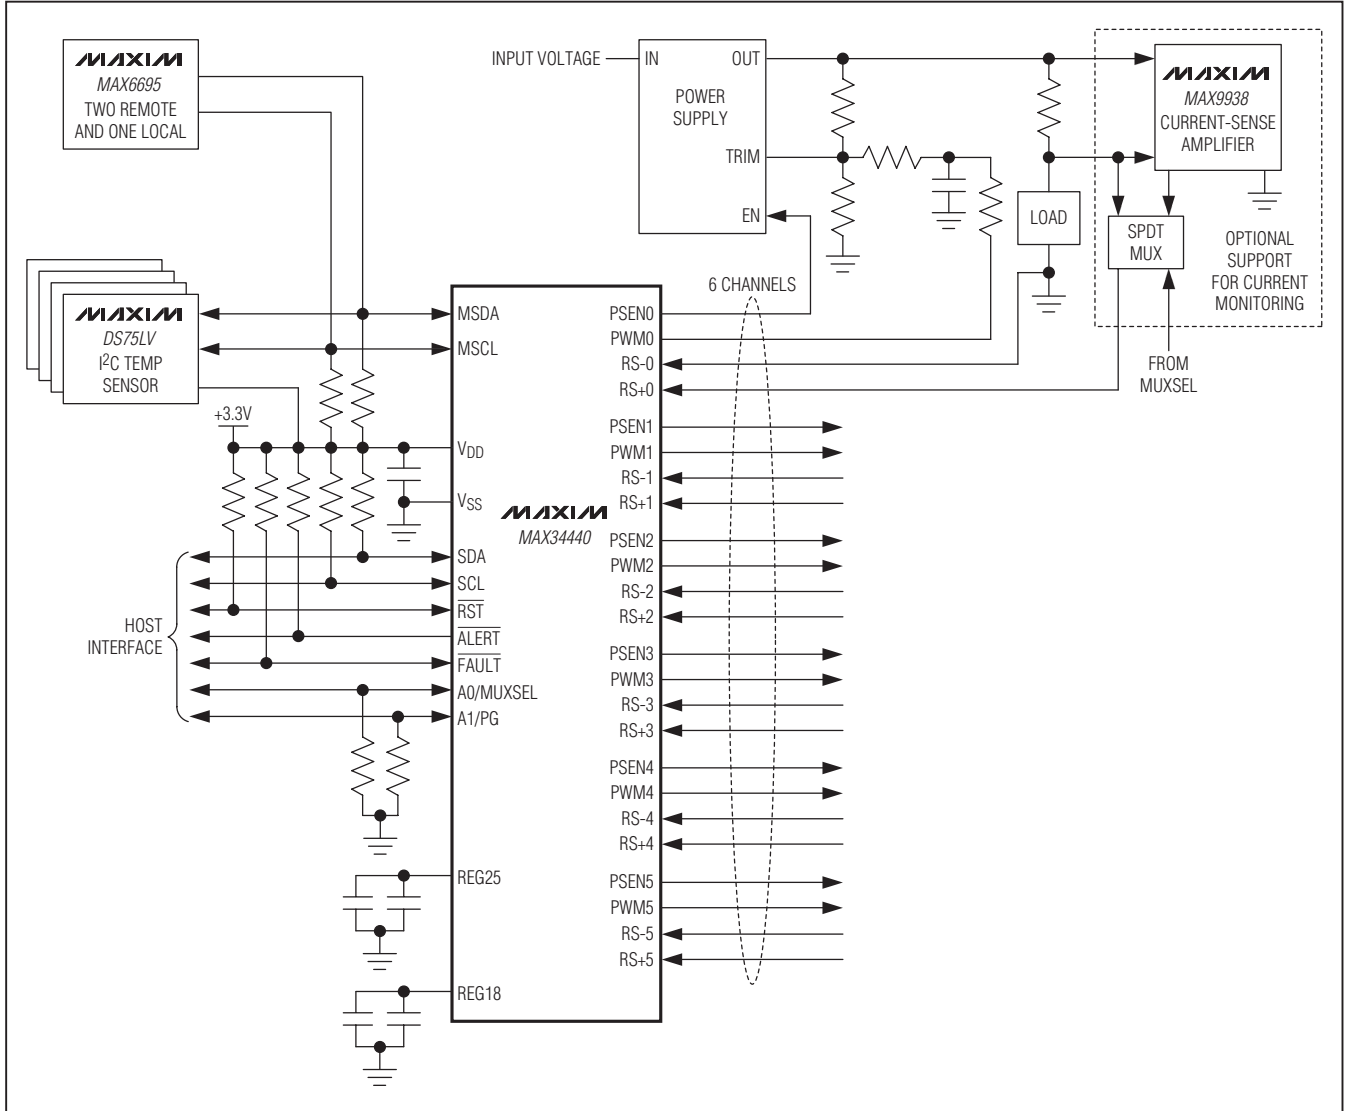 MAXIM
MAX6695
TWO REMOTE
AND ONE LOCAL
INPUT VOLTAGE
IN
OUT
POWER
SUPPLY
TRIM
EN
MAXIM
MAX9938
CURRENT-SENSE
AMPLIFIER
LOAD
SPDT
MUX
OPTIONAL
SUPPORT
FOR CURRENT
MONITORING
FROM
MUXSEL
6 CHANNELS
MAXIM
DS75LV
I2C TEMP
SENSOR
+3.3V
HOST
INTERFACE
MSDA
MSCL
VDD
VSS
SDA
SCL
RST
ALERT
FAULT
A0/MUXSEL
A1/PG
REG25
REG18
MAXIM
MAX34440
PSEN0
PWM0
RS-0
RS+0
PSEN1
PWM1
RS-1
RS+1
PSEN2
PWM2
RS-2
RS+2
PSEN3
PWM3
RS-3
RS+3
PSEN4
PWM4
RS-4
RS+4
PSEN5
PWM5
RS-5
RS+5